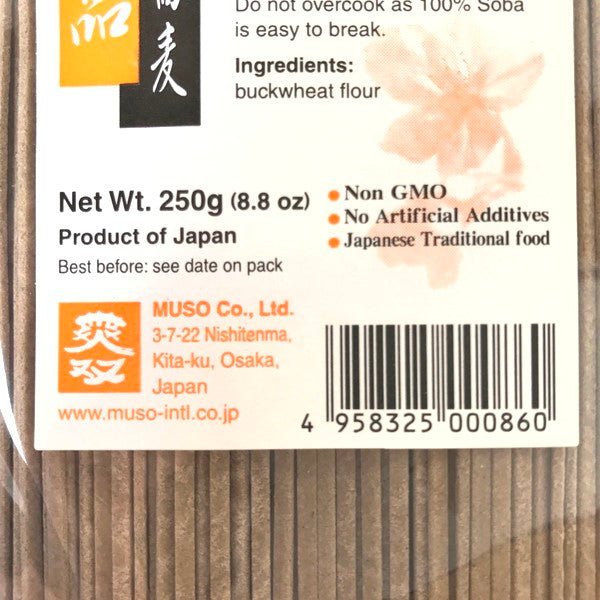 Do not overcook as 100% Soba
is easy to break.
品
麦
Ingredients:
buckwheat flour
Net Wt. 250g (8.8 oz)
Product of Japan
Best before: see date on pack
Non GMO
No Artificial Additives
Japanese Traditional food
MUSO Co., Ltd.
3-7-22 Nishitenma,
Kita-ku, Osaka,
Japan
www.muso-intl.co.jp
4 958325 000860